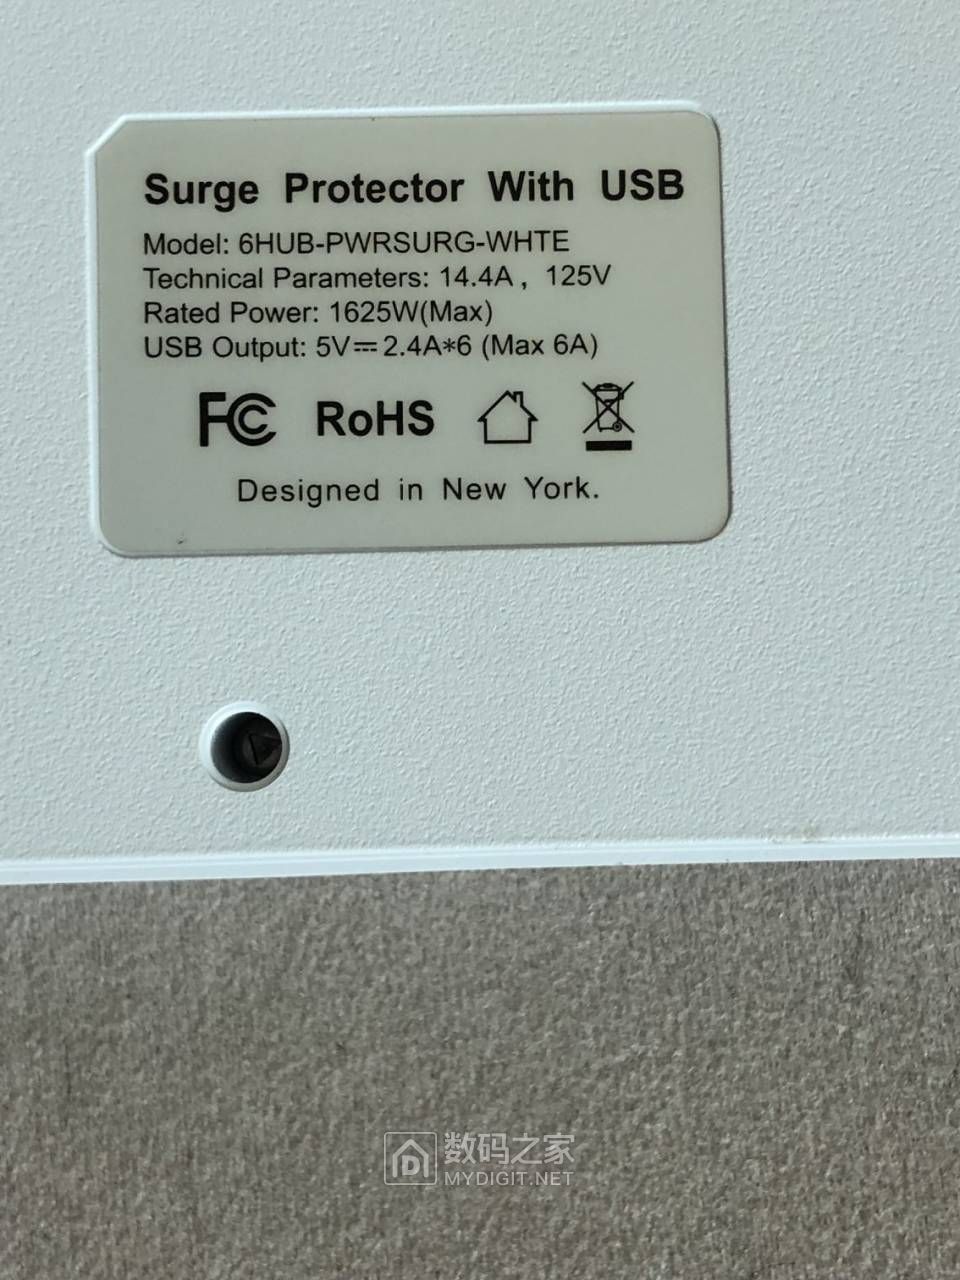 Surge Protector With USB
Model: 6HUB-PWRSURG-WHTE
Technical Parameters: 14.4A , 125V
Rated Power: 1625W(Max)
USB Output: 5V⎓2.4A*6 (Max 6A)
FC RoHS
Designed in New York.
数码之家
MYDIGIT.NET